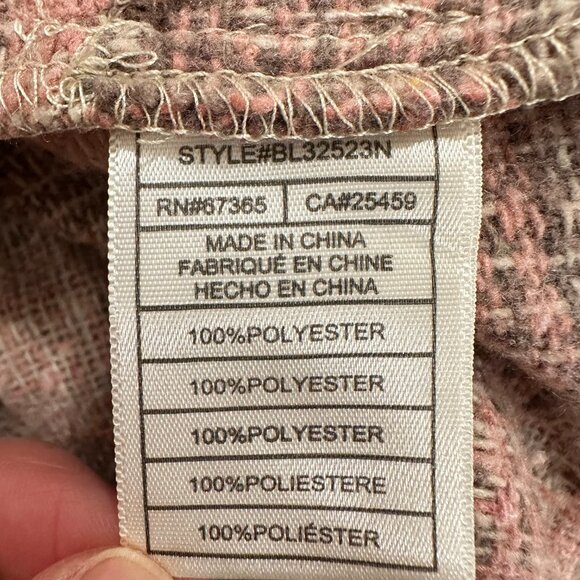 STYLE#BL32523N
RN#67365 CA#25459
MADE IN CHINA
FABRIQUÉ EN CHINE
HECHO EN CHINA
100%POLYESTER
100%POLYESTER
100%POLYESTER
100%POLIESTERE
100%POLIÉSTER